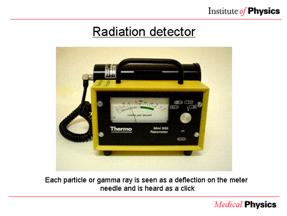 Institute of Physics
Radiation detector
Thermo
Each particle or gamma ray is seen as a deflection on the meter
needle and is heard as a click
Medical Physics